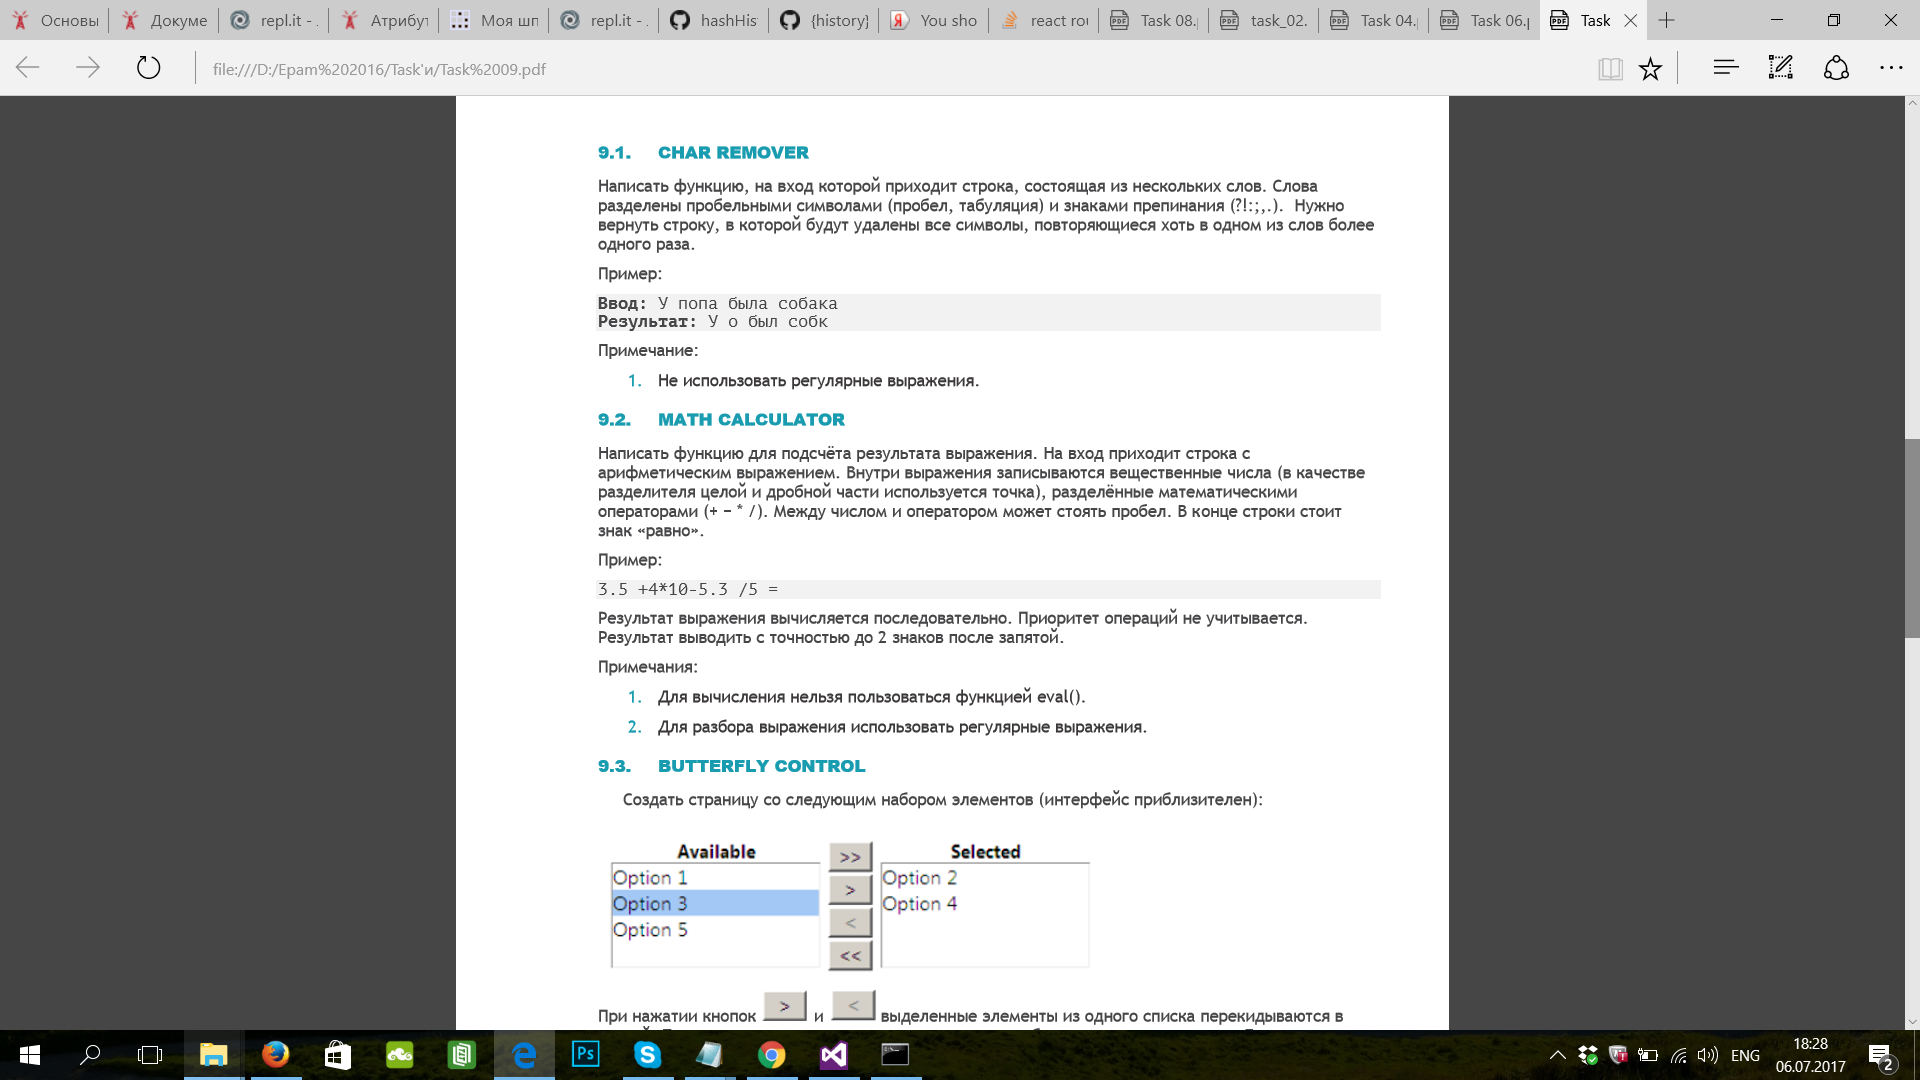 Основы
Докуме
repl.it - .
Атрибут
Моя шп
repl.it - .
hashHis
{history}
You sho
react rou
Task 08.p
task_02.
Task 04.p
Task 06.p
Task
file:///D:/Epam%202016/Task'и/Task%2009.pdf
9.1. CHAR REMOVER
Написать функцию, на вход которой приходит строка, состоящая из нескольких слов. Слова
разделены пробельными символами (пробел, табуляция) и знаками препинания (?!:;,.). Нужно
вернуть строку, в которой будут удалены все символы, повторяющиеся хоть в одном из слов более
одного раза.
Пример:
Ввод: У попа была собака
Результат: У о был собк
Примечание:
1. Не использовать регулярные выражения.
9.2. MATH CALCULATOR
Написать функцию для подсчёта результата выражения. На вход приходит строка с
арифметическим выражением. Внутри выражения записываются вещественные числа (в качестве
разделителя целой и дробной части используется точка), разделённые математическими
операторами (+ − * /). Между числом и оператором может стоять пробел. В конце строки стоит
знак «равно».
Пример:
3.5 +4*10-5.3 /5 =
Результат выражения вычисляется последовательно. Приоритет операций не учитывается.
Результат выводить с точностью до 2 знаков после запятой.
Примечания:
1. Для вычисления нельзя пользоваться функцией eval().
2. Для разбора выражения использовать регулярные выражения.
9.3. BUTTERFLY CONTROL
Создать страницу со следующим набором элементов (интерфейс приблизителен):
Available
Option 1
Option 3
Option 5
>>
>
<
<<
Selected
Option 2
Option 4
При нажатии кнопок > и < выделенные элементы из одного списка перекидываются в
Ps
ENG
18:28
06.07.2017
2